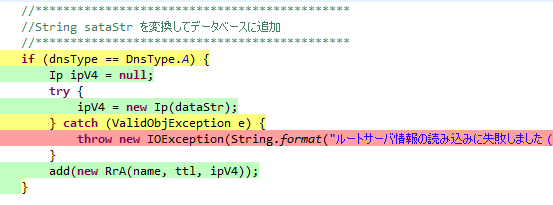 //*********************************************
//String sataStr を変換してデータベースに追加
//*********************************************
if (dnsType == DnsType.A) {
Ip ipV4 = null;
try {
ipV4 = new Ip(dataStr);
} catch (ValidObjException e) {
throw new IOException(String.format("ルートサーバ情報の読み込みに失敗しました (
}
add(new RrA(name, ttl, ipV4));
}